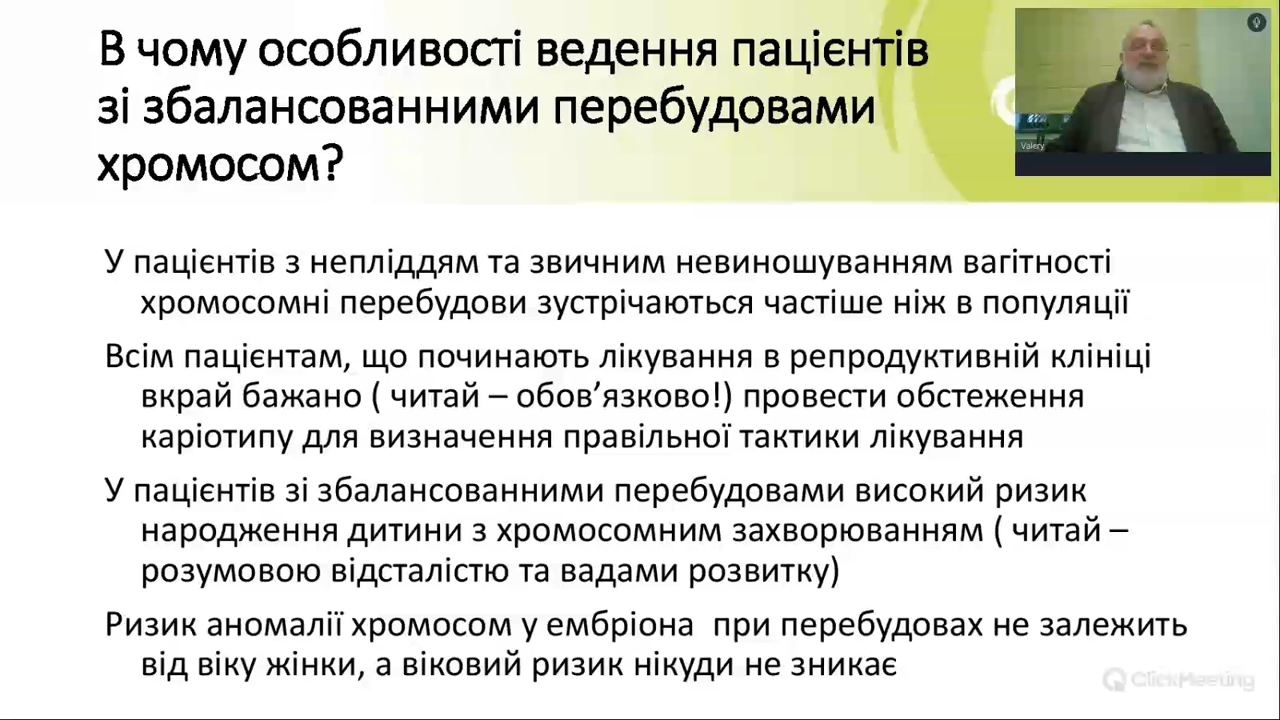 В чому особливості ведення пацієнтів
зі збалансованними перебудовами
хромосом?
Valery
У пацієнтів з непліддям та звичним невиношуванням вагітності
хромосомні перебудови зустрічаються частіше ніж в популяції
Всім пацієнтам, що починають лікування в репродуктивній клініці
вкрай бажано ( читай – обов’язково!) провести обстеження
каріотипу для визначення правільної тактики лікування
У пацієнтів зі збалансованними перебудовами високий ризик
народження дитини з хромосомним захворюванням ( читай –
розумовою відсталістю та вадами розвитку)
Ризик аномалії хромосом у ембріона  при перебудовах не залежить
від віку жінки, а віковий ризик нікуди не зникає
ClickMeeting